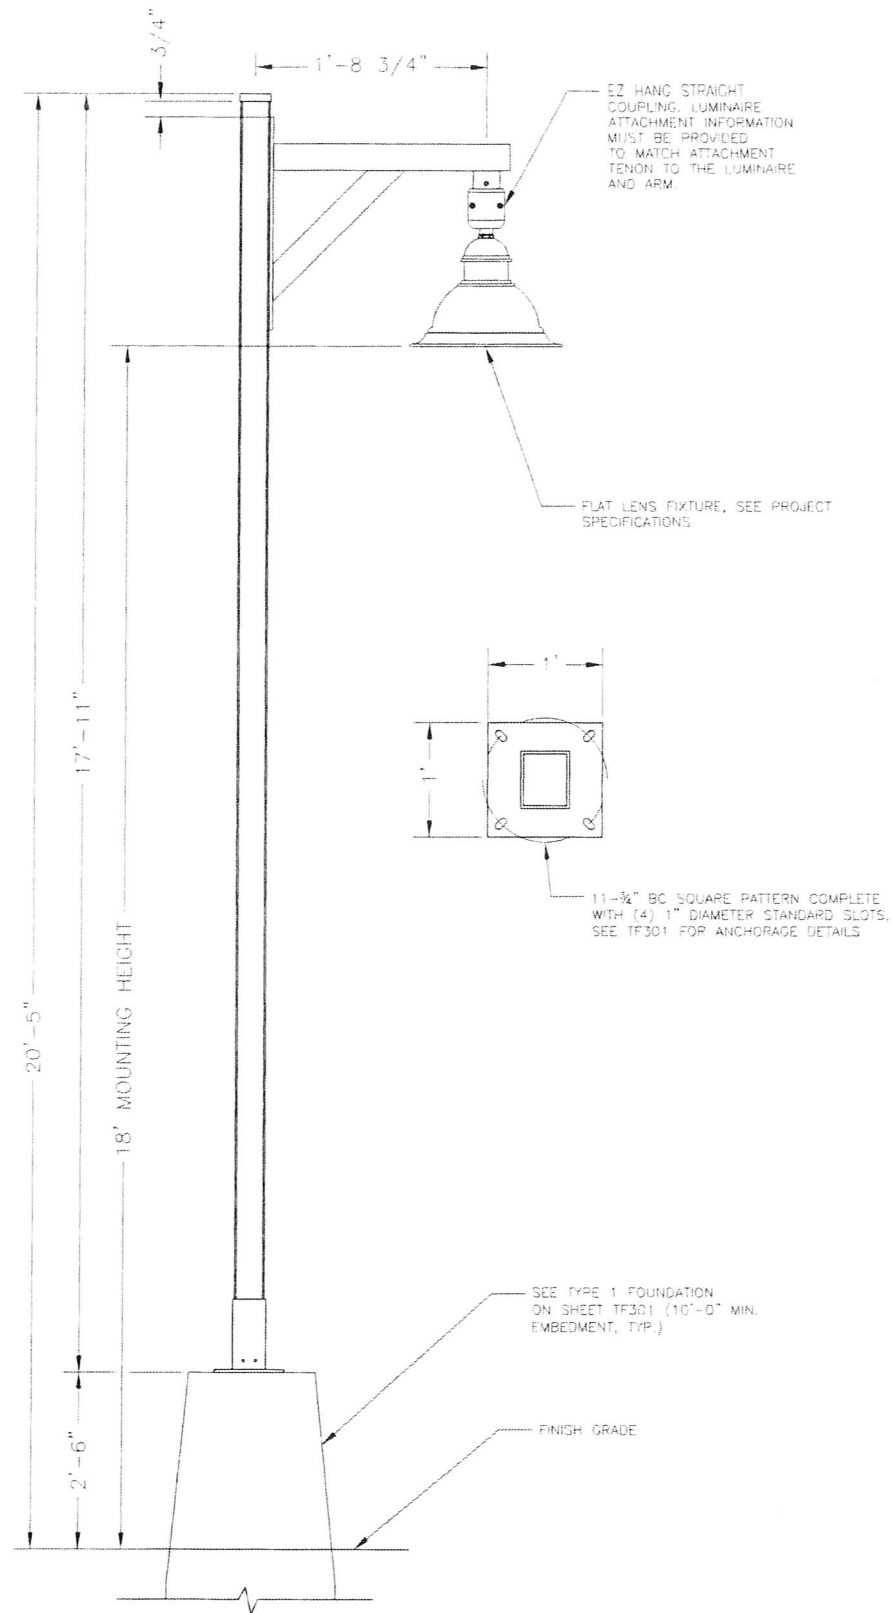 3/4"
1'-8 3/4"
EZ HANG STRAIGHT
COUPLING. LUMINAIRE
ATTACHMENT INFORMATION
MUST BE PROVIDED
TO MATCH ATTACHMENT
TENON TO THE LUMINAIRE
AND ARM.
FLAT LENS FIXTURE, SEE PROJECT
SPECIFICATIONS
1'
1'
11-¾" BC SQUARE PATTERN COMPLETE
WITH (4) 1" DIAMETER STANDARD SLOTS,
SEE TF301 FOR ANCHORAGE DETAILS
20'-5"
17'-11"
18' MOUNTING HEIGHT
SEE TYPE 1 FOUNDATION
ON SHEET TF301 (10'-0" MIN.
EMBEDMENT, TYP.)
2'-6"
FINISH GRADE